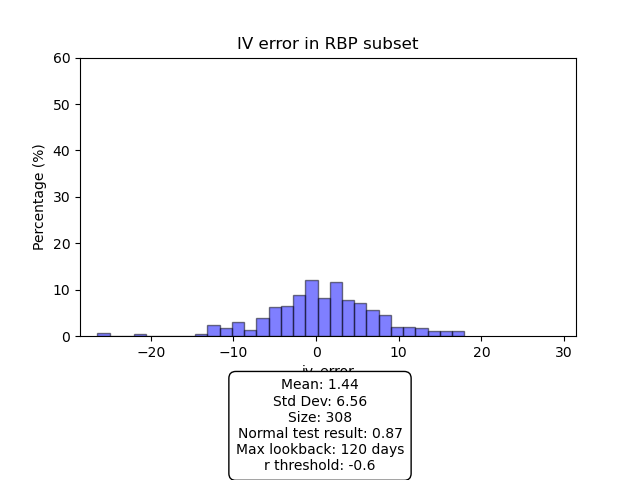 IV error in RBP subset
60
50
40
30
20
10
0
Percentage (%)
−20
−10
0
10
20
30
iv_error
Mean: 1.44
Std Dev: 6.56
Size: 308
Normal test result: 0.87
Max lookback: 120 days
r threshold: -0.6